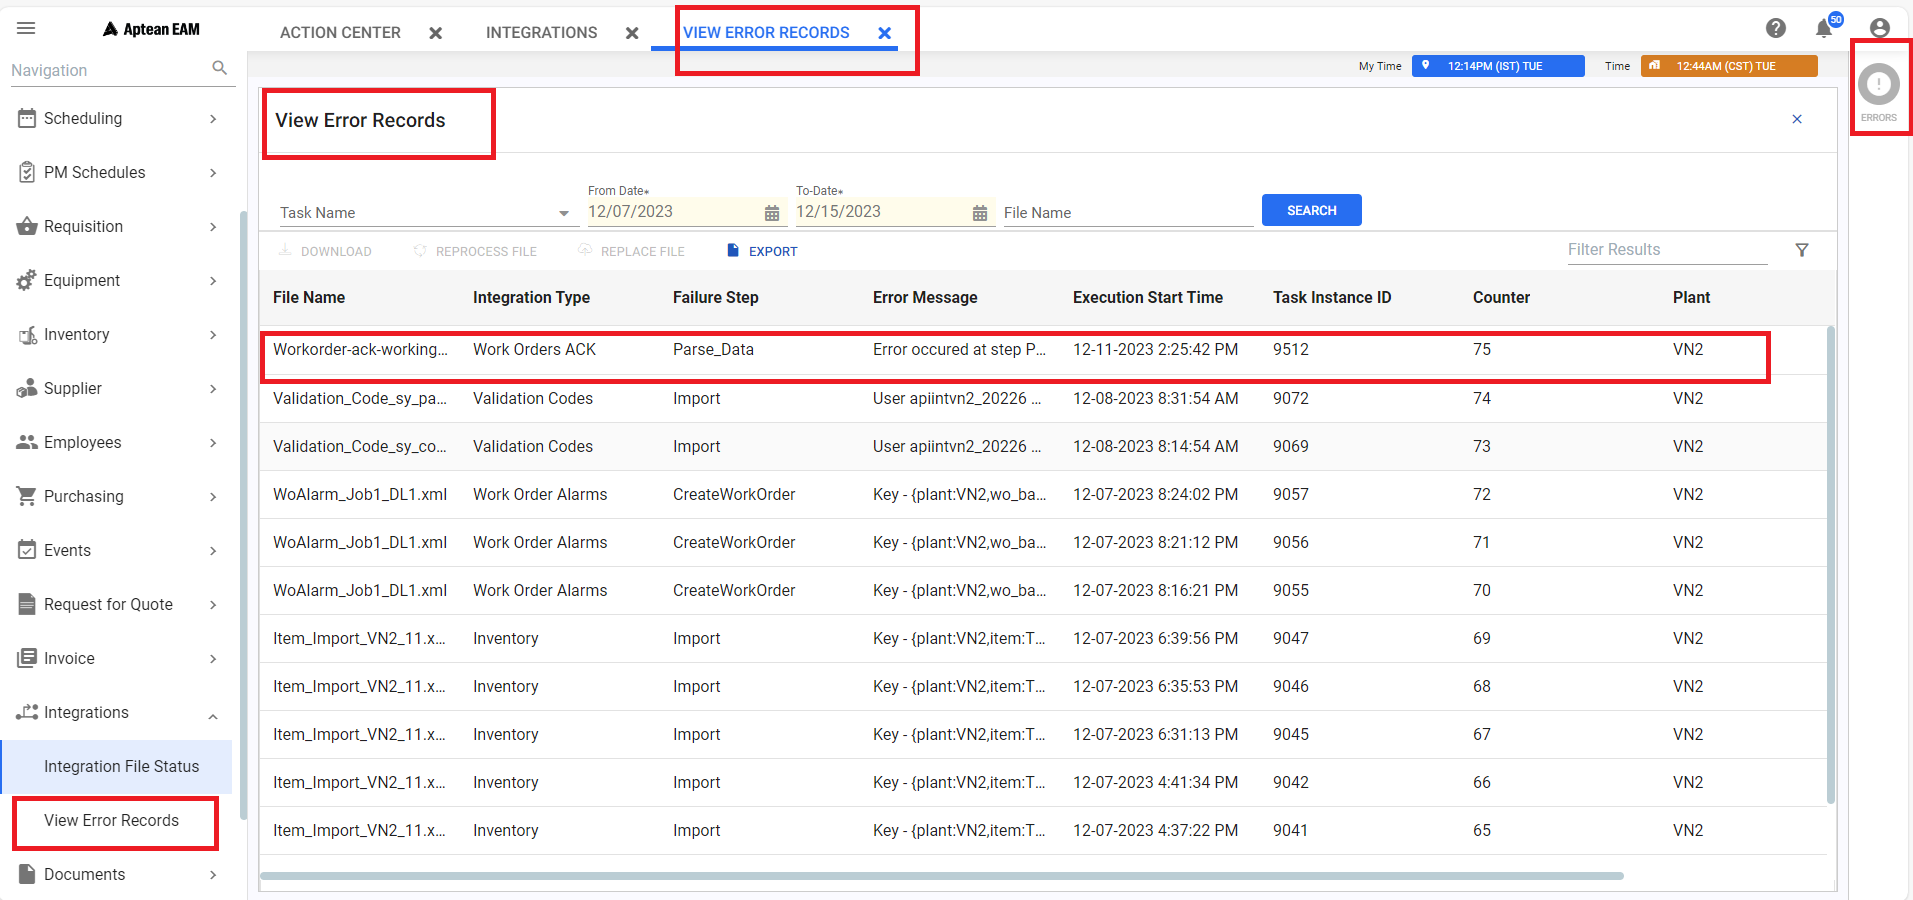 Aptean EAM
ACTION CENTER
INTEGRATIONS
VIEW ERROR RECORDS
50
Navigation
My Time
12:14PM (IST) TUE
Time
12:44AM (CST) TUE
ERRORS
Scheduling
PM Schedules
Requisition
Equipment
Inventory
Supplier
Employees
Purchasing
Events
Request for Quote
Invoice
Integrations
Integration File Status
View Error Records
Documents
View Error Records
Task Name
From Date*
12/07/2023
To-Date*
12/15/2023
File Name
SEARCH
DOWNLOAD
REPROCESS FILE
REPLACE FILE
EXPORT
Filter Results
File Name Integration Type Failure Step Error Message Execution Start Time Task Instance ID Counter Plant
Workorder-ack-working... Work Orders ACK Parse_Data Error occured at step P... 12-11-2023 2:25:42 PM 9512 75 VN2
Validation_Code_sy_pa... Validation Codes Import User apiintvn2_20226 ... 12-08-2023 8:31:54 AM 9072 74 VN2
Validation_Code_sy_co... Validation Codes Import User apiintvn2_20226 ... 12-08-2023 8:14:54 AM 9069 73 VN2
WoAlarm_Job1_DL1.xml Work Order Alarms CreateWorkOrder Key - {plant:VN2,wo_ba... 12-07-2023 8:24:02 PM 9057 72 VN2
WoAlarm_Job1_DL1.xml Work Order Alarms CreateWorkOrder Key - {plant:VN2,wo_ba... 12-07-2023 8:21:12 PM 9056 71 VN2
WoAlarm_Job1_DL1.xml Work Order Alarms CreateWorkOrder Key - {plant:VN2,wo_ba... 12-07-2023 8:16:21 PM 9055 70 VN2
Item_Import_VN2_11.x... Inventory Import Key - {plant:VN2,item:T... 12-07-2023 6:39:56 PM 9047 69 VN2
Item_Import_VN2_11.x... Inventory Import Key - {plant:VN2,item:T... 12-07-2023 6:35:53 PM 9046 68 VN2
Item_Import_VN2_11.x... Inventory Import Key - {plant:VN2,item:T... 12-07-2023 6:31:13 PM 9045 67 VN2
Item_Import_VN2_11.x... Inventory Import Key - {plant:VN2,item:T... 12-07-2023 4:41:34 PM 9042 66 VN2
Item_Import_VN2_11.x... Inventory Import Key - {plant:VN2,item:T... 12-07-2023 4:37:22 PM 9041 65 VN2